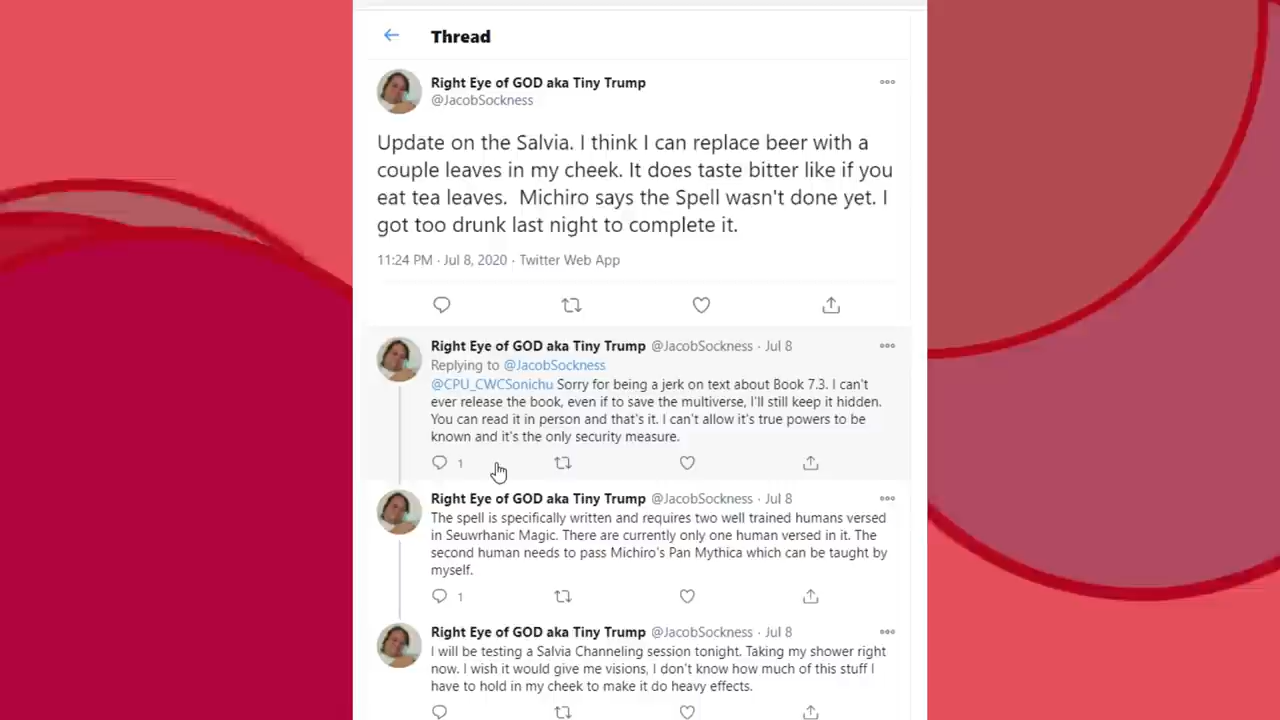 Thread
Right Eye of GOD aka Tiny Trump
@JacobSockness
Update on the Salvia. I think I can replace beer with a
couple leaves in my cheek. It does taste bitter like if you
eat tea leaves.  Michiro says the Spell wasn't done yet. I
got too drunk last night to complete it.
11:24 PM · Jul 8, 2020 · Twitter Web App
Right Eye of GOD aka Tiny Trump @JacobSockness · Jul 8
Replying to @JacobSockness
@CPU_CWCSonichu Sorry for being a jerk on text about Book 7.3. I can't
ever release the book, even if to save the multiverse, I'll still keep it hidden.
You can read it in person and that's it. I can't allow it's true powers to be
known and it's the only security measure.
1
Right Eye of GOD aka Tiny Trump @JacobSockness · Jul 8
The spell is specifically written and requires two well trained humans versed
in Seuwrhanic Magic. There are currently only one human versed in it. The
second human needs to pass Michiro's Pan Mythica which can be taught by
myself.
1
Right Eye of GOD aka Tiny Trump @JacobSockness · Jul 8
I will be testing a Salvia Channeling session tonight. Taking my shower right
now. I wish it would give me visions, I don't know how much of this stuff I
have to hold in my cheek to make it do heavy effects.